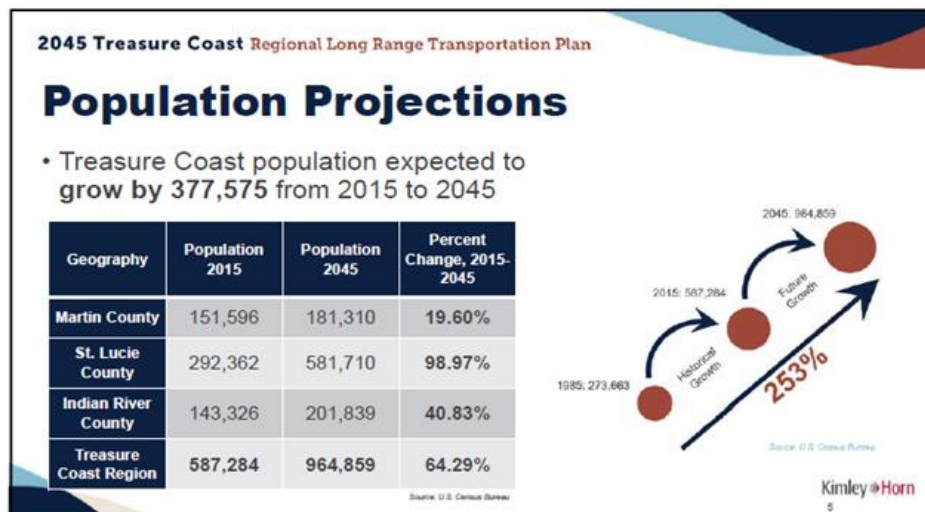 2045 Treasure Coast Regional Long Range Transportation Plan
Population Projections
• Treasure Coast population expected to
grow by 377,575 from 2015 to 2045
Geography
Population
2015
Population
2045
Percent
Change, 2015-
2045
Martin County
151,596
181,310
19.60%
St. Lucie
County
292,362
581,710
98.97%
Indian River
County
143,326
201,839
40.83%
Treasure
Coast Region
587,284
964,859
64.29%
Source: U.S. Census Bureau
2045: 964,859
2015: 587,284
1985: 273,663
Historical
Growth
Future
Growth
253%
Source: U.S. Census Bureau
Kimley»Horn
5